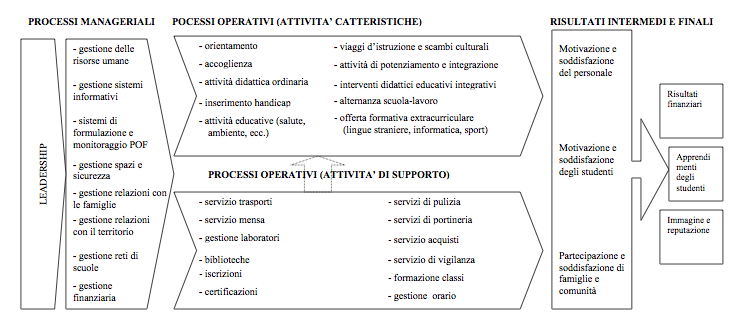 PROCESSI MANAGERIALI
LEADERSHIP
- gestione delle
risorse umane
- gestione sistemi
informativi
- sistemi di
formulazione e
monitoraggio POF
- gestione spazi e
sicurezza
- gestione relazioni con
le famiglie
- gestione relazioni
con il territorio
- gestione reti di
scuole
- gestione
finanziaria
POCESSI OPERATIVI (ATTIVITA' CATTERISTICHE)
- orientamento
- accoglienza
- attività didattica ordinaria
- inserimento handicap
- attività educative (salute,
ambiente, ecc.)
- viaggi d'istruzione e scambi culturali
- attività di potenziamento e integrazione
- interventi didattici educativi integrativi
- alternanza scuola-lavoro
- offerta formativa extracurriculare
(lingue straniere, informatica, sport)
PROCESSI OPERATIVI (ATTIVITA' DI SUPPORTO)
- servizio trasporti
- servizio mensa
- gestione laboratori
- biblioteche
- iscrizioni
- certificazioni
- servizi di pulizia
- servizi di portineria
- servizio acquisti
- servizio di vigilanza
- formazione classi
- gestione orario
RISULTATI INTERMEDI E FINALI
Motivazione e
soddisfazione
del personale
Motivazione e
soddisfazione
degli studenti
Partecipazione e
soddisfazione di
famiglie e
comunità
Risultati
finanziari
Apprendi
menti
degli
studenti
Immagine e
reputazione